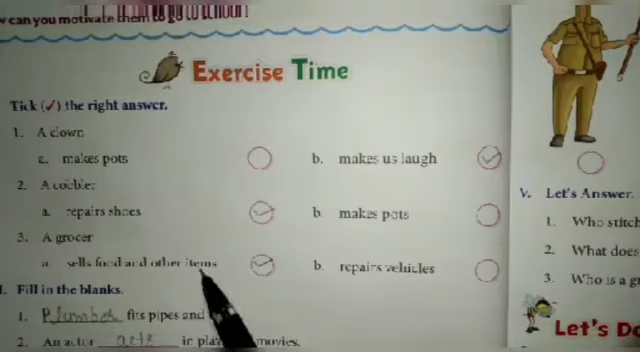 can you motivate them to go to school?
Exercise Time
Tick (✓) the right answer.
1. A clown
a. makes pots
b. makes us laugh
2. A cobbler
a. repairs shoes
b. makes pots
3. A grocer
a. sells food and other items
b. repairs vehicles
Fill in the blanks.
1. Plumber fits pipes and
2. An actor acts in movies.
V. Let's Answer.
1. Who stitch
2. What does
3. Who is a
Let's Do